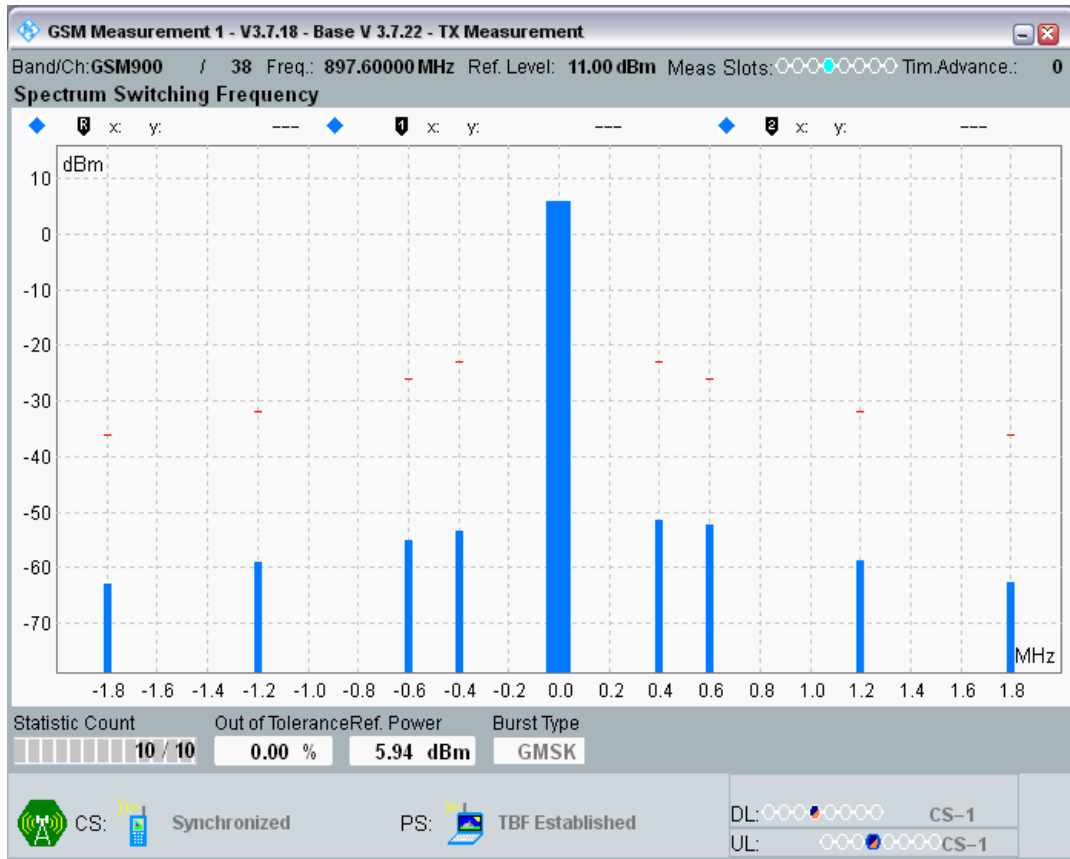 GSM Measurement 1 - V3.7.18 - Base V 3.7.22 - TX Measurement
Band/Ch:GSM900 / 38 Freq.: 897.60000 MHz Ref. Level: 11.00 dBm Meas Slots: Tim.Advance.: 0
Spectrum Switching Frequency
R x: y: --- 1 x: y: --- 2 x: y: ---
dBm
10
0
-10
-20
-30
-40
-50
-60
-70
MHz
-1.8 -1.6 -1.4 -1.2 -1.0 -0.8 -0.6 -0.4 -0.2 0.0 0.2 0.4 0.6 0.8 1.0 1.2 1.4 1.6 1.8
Statistic Count Out of Tolerance Ref. Power Burst Type
10 / 10 0.00 % 5.94 dBm GMSK
CS: Synchronized PS: TBF Established
DL: CS-1
UL: CS-1